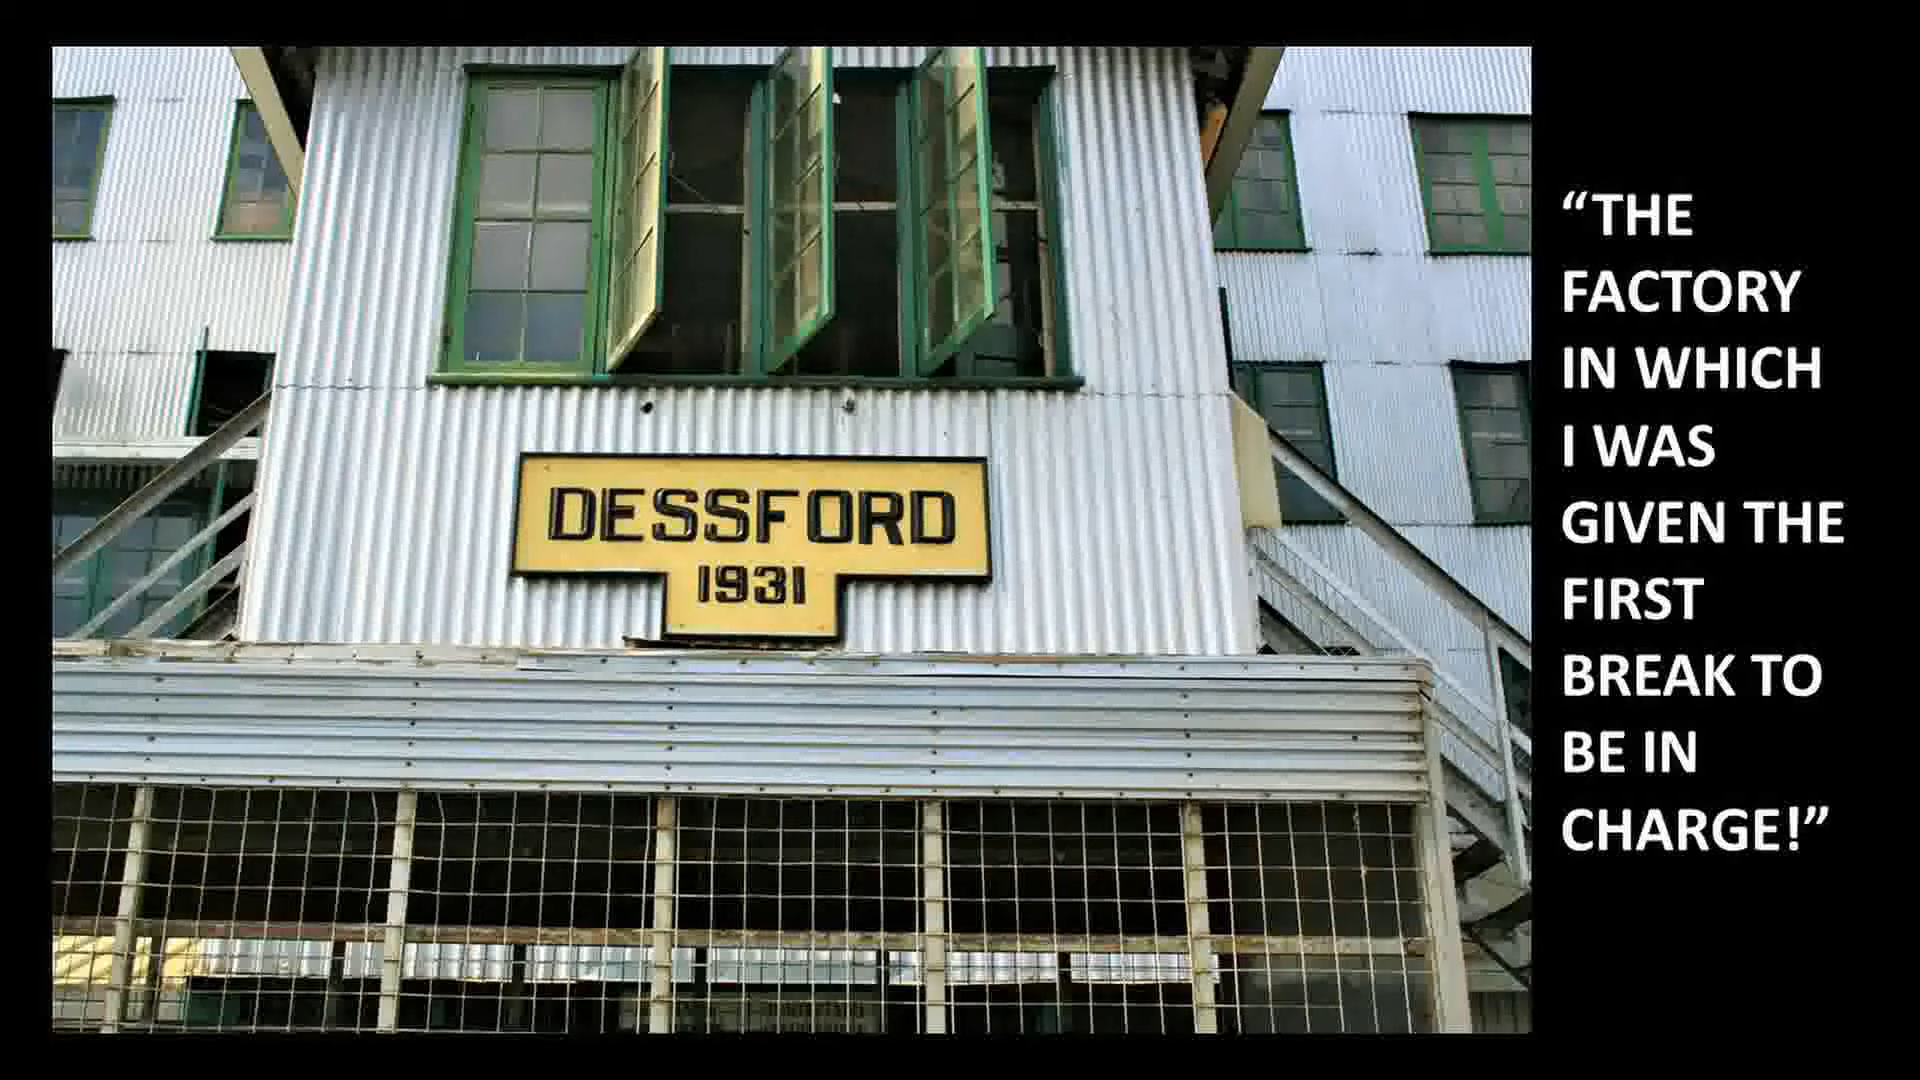 DESSFORD
1931
“THE
FACTORY
IN WHICH
I WAS
GIVEN THE
FIRST
BREAK TO
BE IN
CHARGE!”